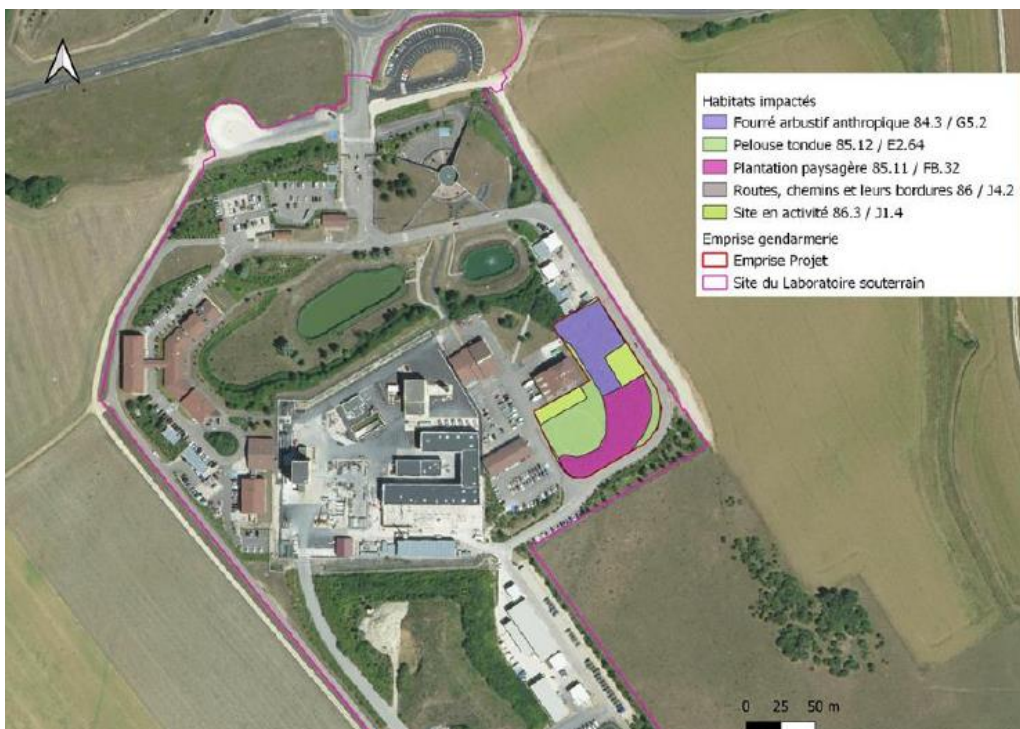 Habitats impactés
Fourré arbustif anthropique 84.3 / G5.2
Pelouse tondue 85.12 / E2.64
Plantation paysagère 85.11 / FB.32
Routes, chemins et leurs bordures 86 / J4.2
Site en activité 86.3 / J1.4
Emprise gendarmerie
Emprise Projet
Site du Laboratoire souterrain
0 25 50 m